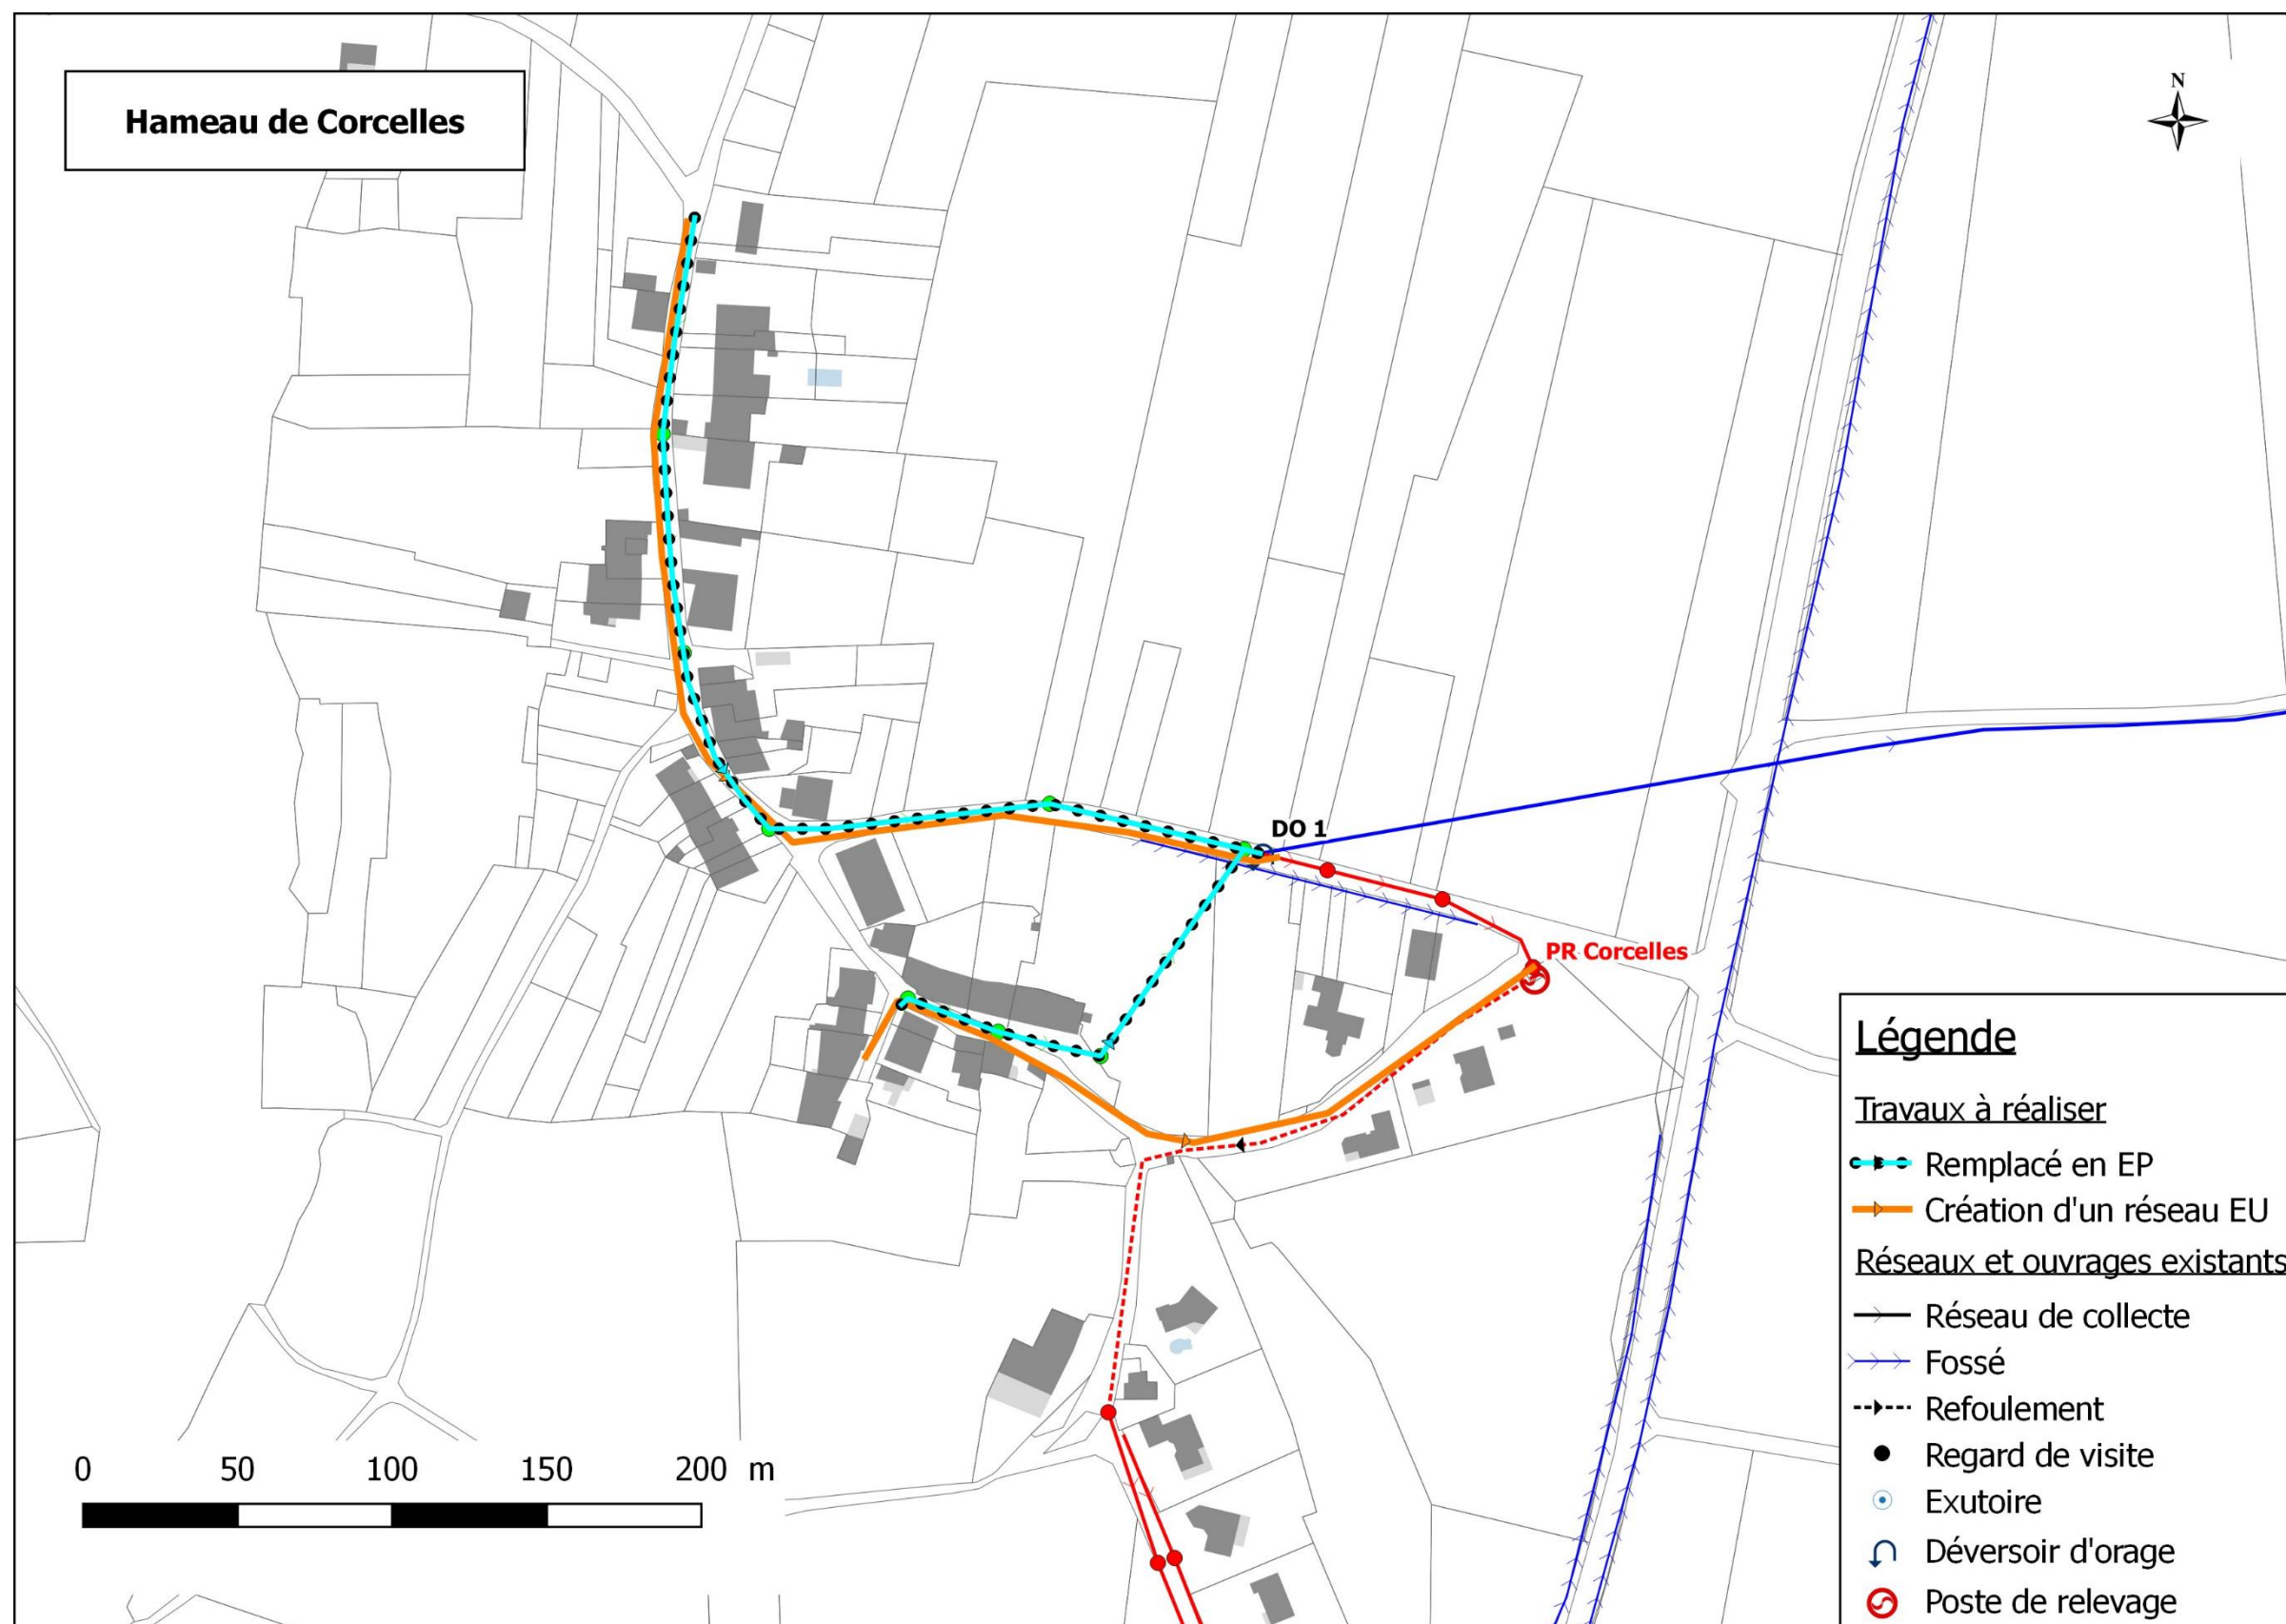 Hameau de Corcelles
N
DO 1
PR Corcelles
0 50 100 150 200 m
Légende
Travaux à réaliser
Remplacé en EP
Création d'un réseau EU
Réseaux et ouvrages existants
Réseau de collecte
Fossé
Refoulement
Regard de visite
Exutoire
Déversoir d'orage
Poste de relevage